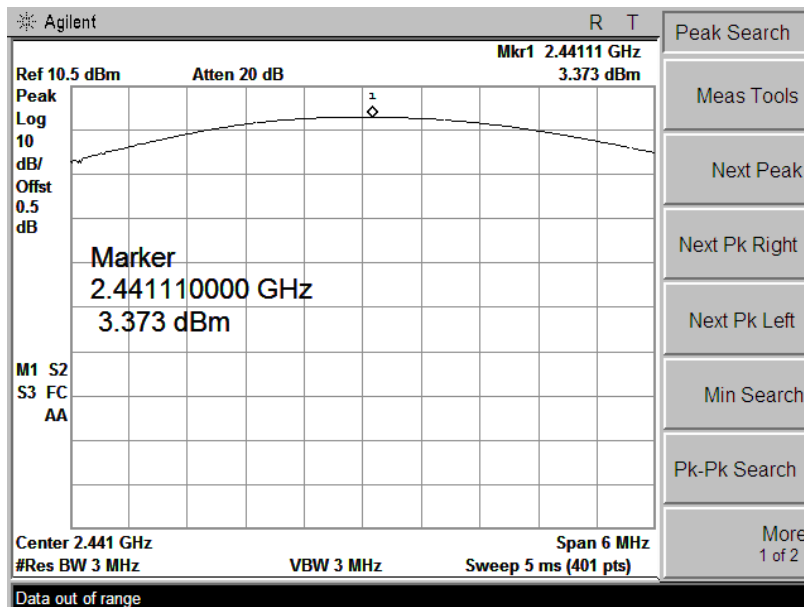 Agilent R T
Mkr1 2.44111 GHz
Ref 10.5 dBm Atten 20 dB 3.373 dBm
Peak
Log
10
dB/
Offst
0.5
dB
1
Marker
2.441110000 GHz
3.373 dBm
M1 S2
S3 FC
AA
Center 2.441 GHz Span 6 MHz
#Res BW 3 MHz VBW 3 MHz Sweep 5 ms (401 pts)
Data out of range
Peak Search
Meas Tools
Next Peak
Next Pk Right
Next Pk Left
Min Search
Pk-Pk Search
More
1 of 2